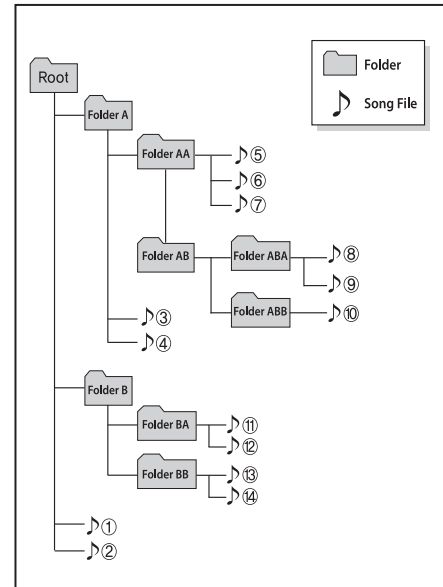 Root
Folder
Song File
Folder A
Folder AA
⑤
⑥
⑦
Folder AB
Folder ABA
⑧
⑨
Folder ABB
⑩
③
④
Folder B
Folder BA
⑪
⑫
Folder BB
⑬
⑭
①
②